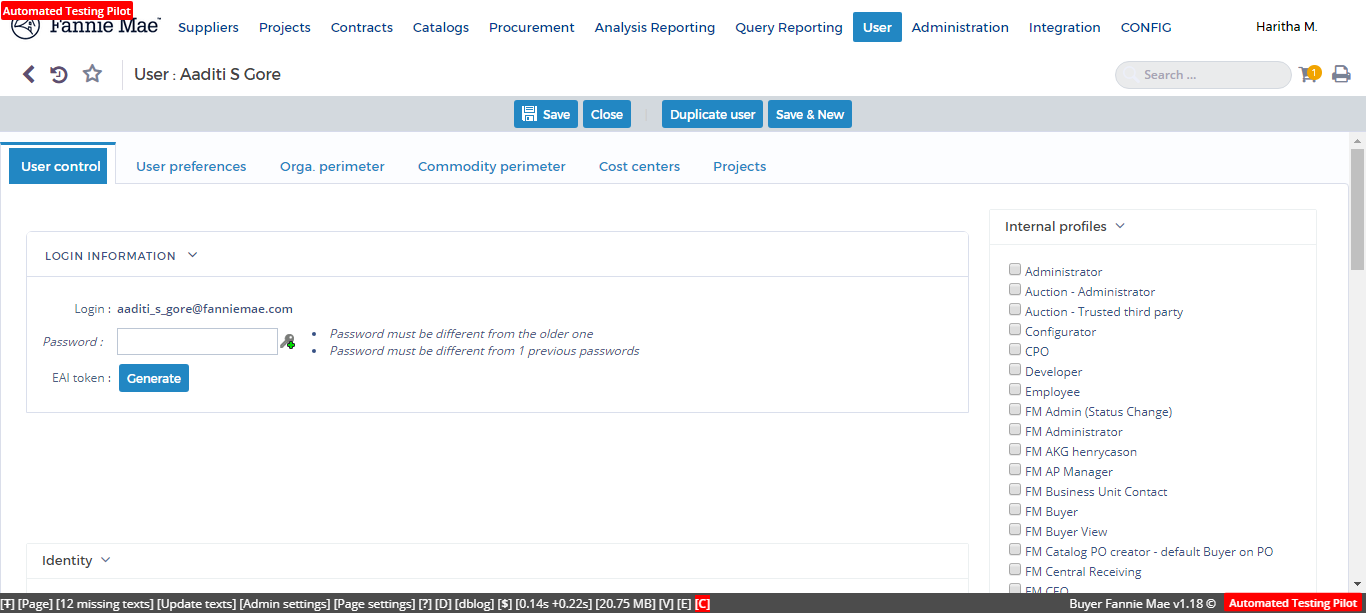 Automated Testing Pilot
Fannie Mae™
Suppliers Projects Contracts Catalogs Procurement Analysis Reporting Query Reporting User Administration Integration CONFIG Haritha M.
User : Aaditi S Gore
Search ...
1
Save Close Duplicate user Save & New
User control User preferences Orga. perimeter Commodity perimeter Cost centers Projects
LOGIN INFORMATION
Login : aaditi_s_gore@fanniemae.com
Password :
• Password must be different from the older one
• Password must be different from 1 previous passwords
EAI token : Generate
Identity
Internal profiles
Administrator
Auction - Administrator
Auction - Trusted third party
Configurator
CPO
Developer
Employee
FM Admin (Status Change)
FM Administrator
FM AKG henrycason
FM AP Manager
FM Business Unit Contact
FM Buyer
FM Buyer View
FM Catalog PO creator - default Buyer on PO
FM Central Receiving
FM CFO
[Ŧ] [Page] [12 missing texts] [Update texts] [Admin settings] [Page settings] [?] [D] [dblog] [$] [0.14s +0.22s] [20.75 MB] [V] [E] [C]
Buyer Fannie Mae v1.18 © Automated Testing Pilot